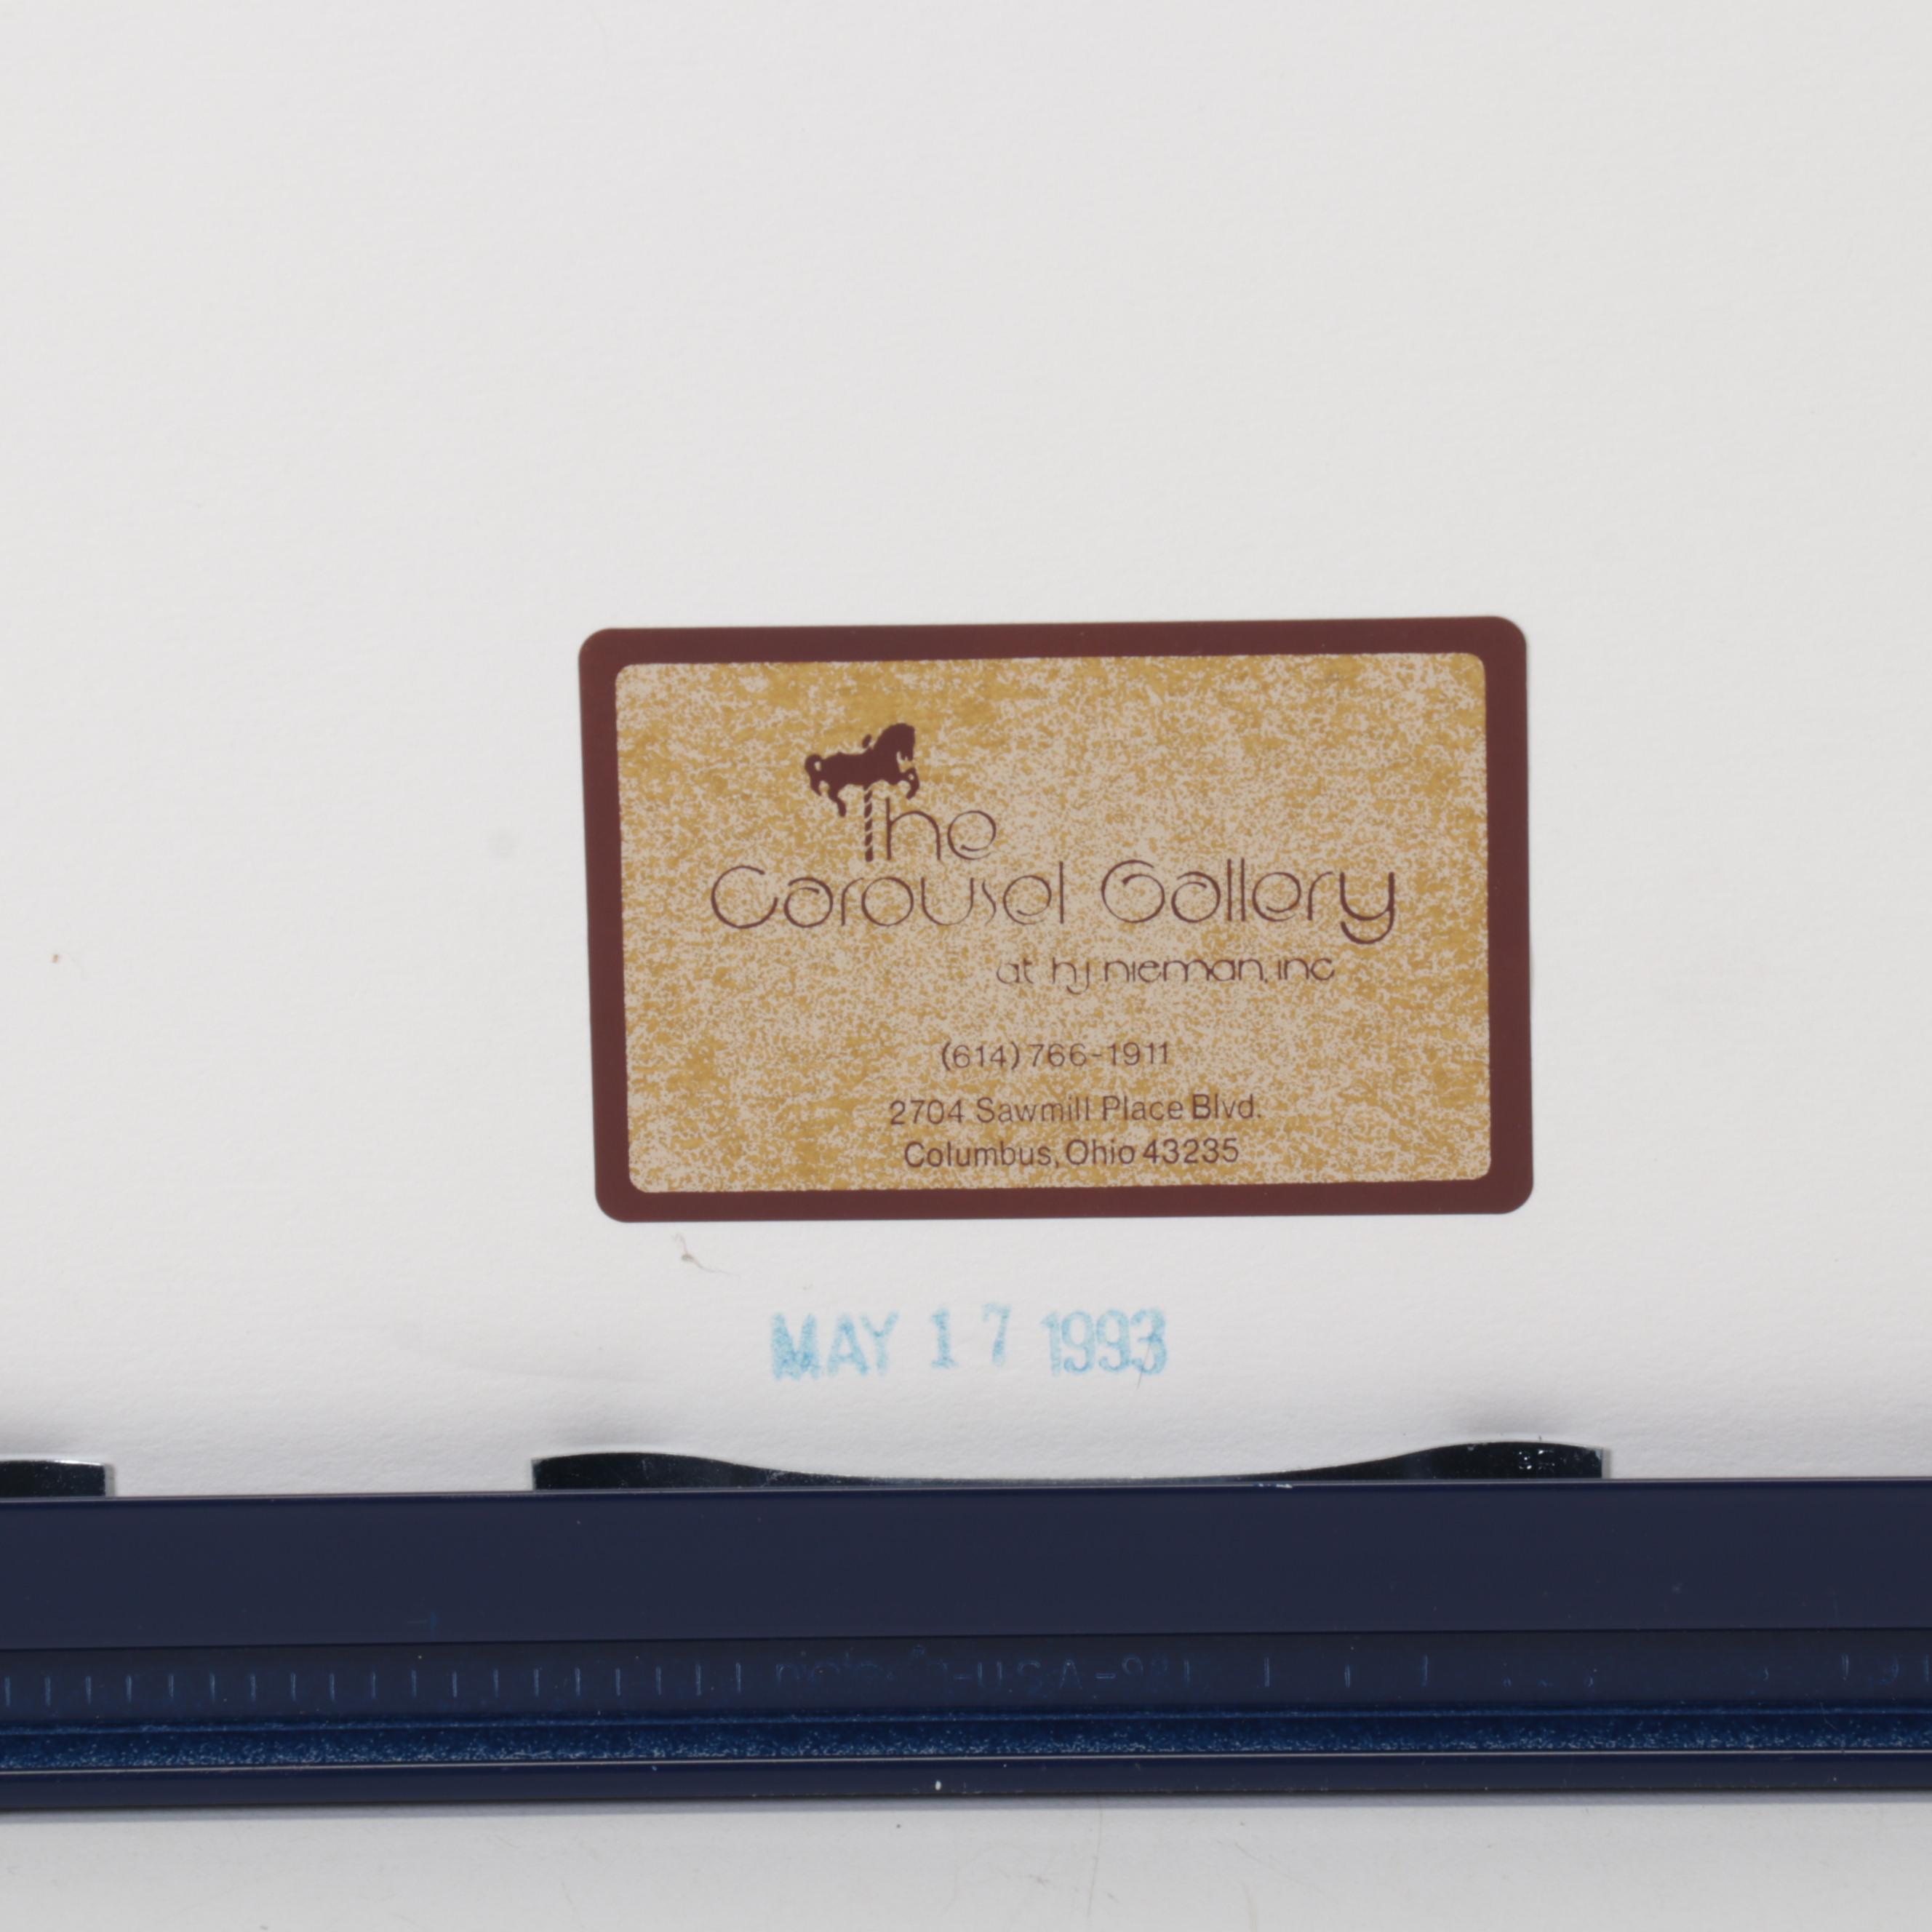 The
Carousel Gallery
at hj nieman, inc
(614) 766-1911
2704 Sawmill Place Blvd.
Columbus, Ohio 43235
MAY 17 1993